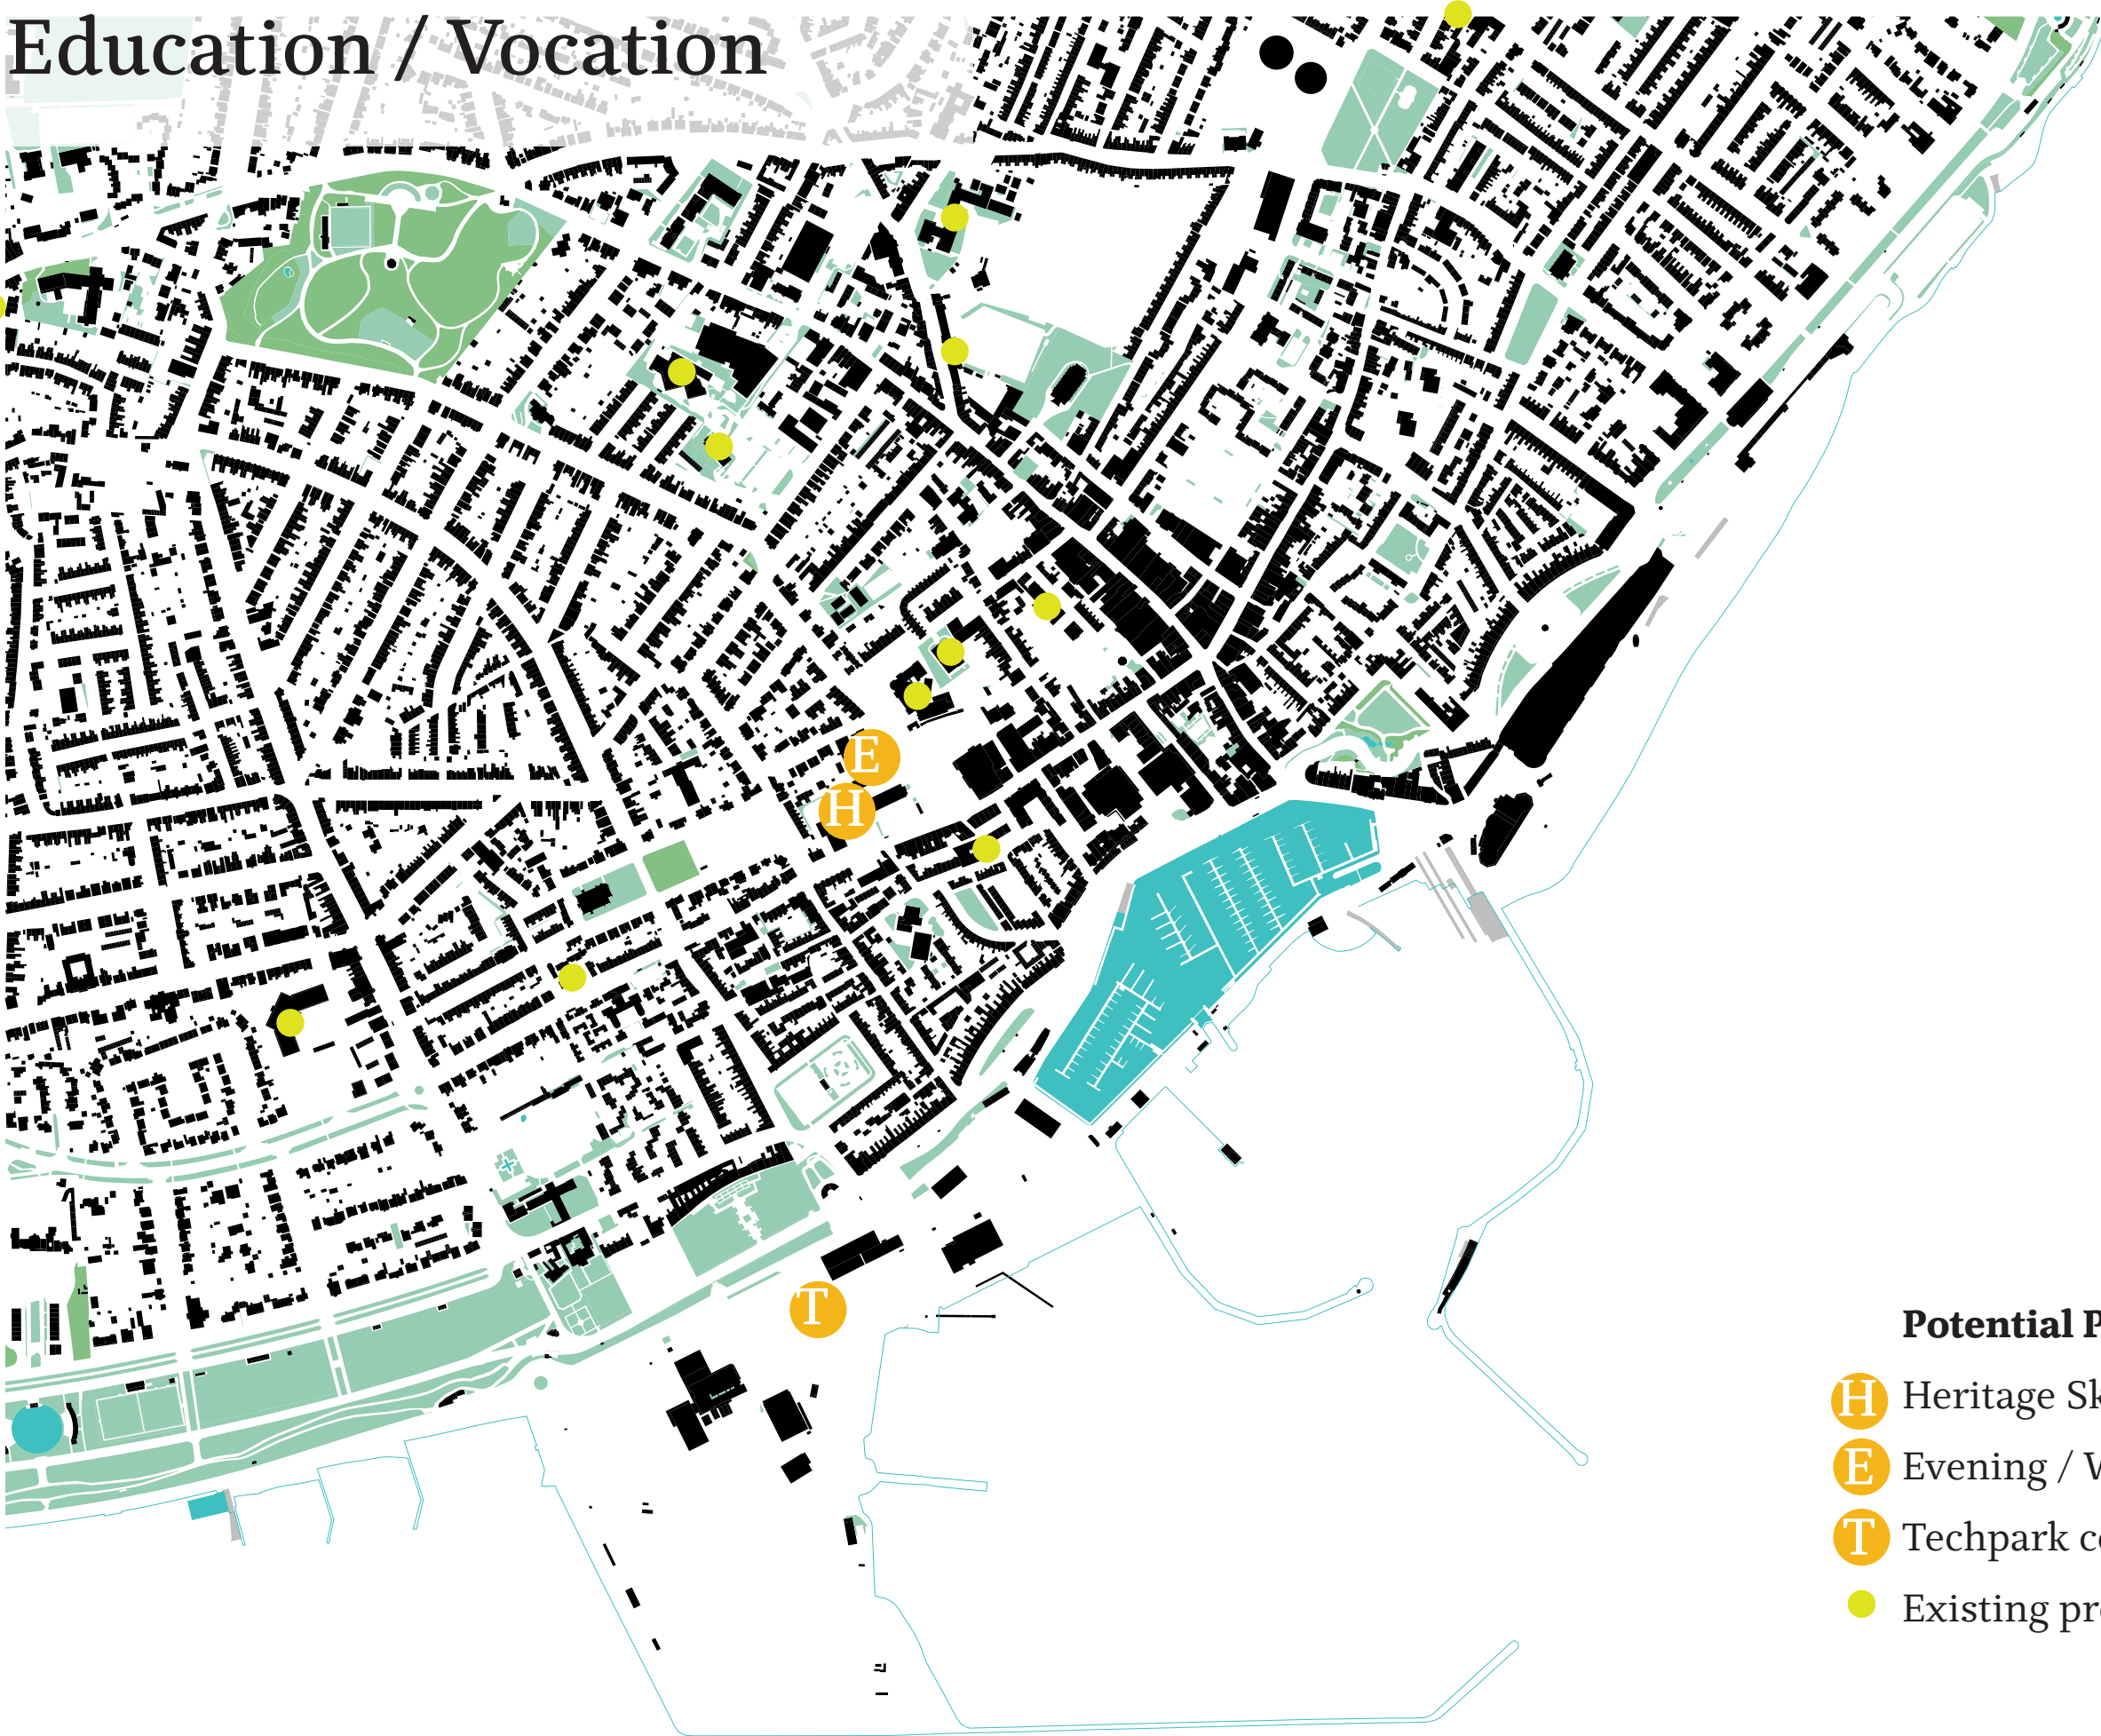 Education / Vocation
E
H
T
Potential P
H Heritage Sk
E Evening / V
T Techpark c
Existing pr